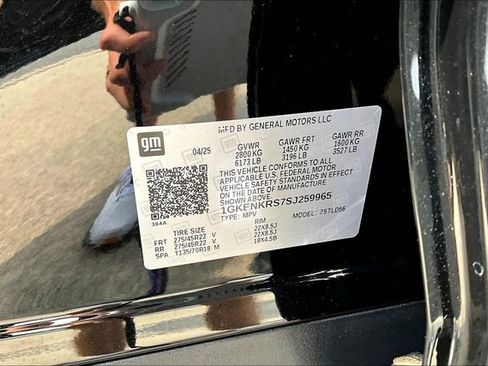 MFD BY GENERAL MOTORS LLC
gm
04/25
GVWR GAWR FRT GAWR RR
2800 KG 1450 KG 1600 KG
6173 LB 3196 LB 3527 LB
THIS VEHICLE CONFORMS TO ALL
APPLICABLE U.S. FEDERAL MOTOR
VEHICLE SAFETY STANDARDS IN EFFECT
ON THE DATE OF MANUFACTURE
SHOWN ABOVE.
1GKENKRS7SJ259965
TYPE: MPV MODEL: 7STLD56
384A
TIRE SIZE RIM
FRT 275/45R22 V 22X8.5J
RR 275/45R22 V 22X8.5J
SPA T135/70R18 M 18X4.5B